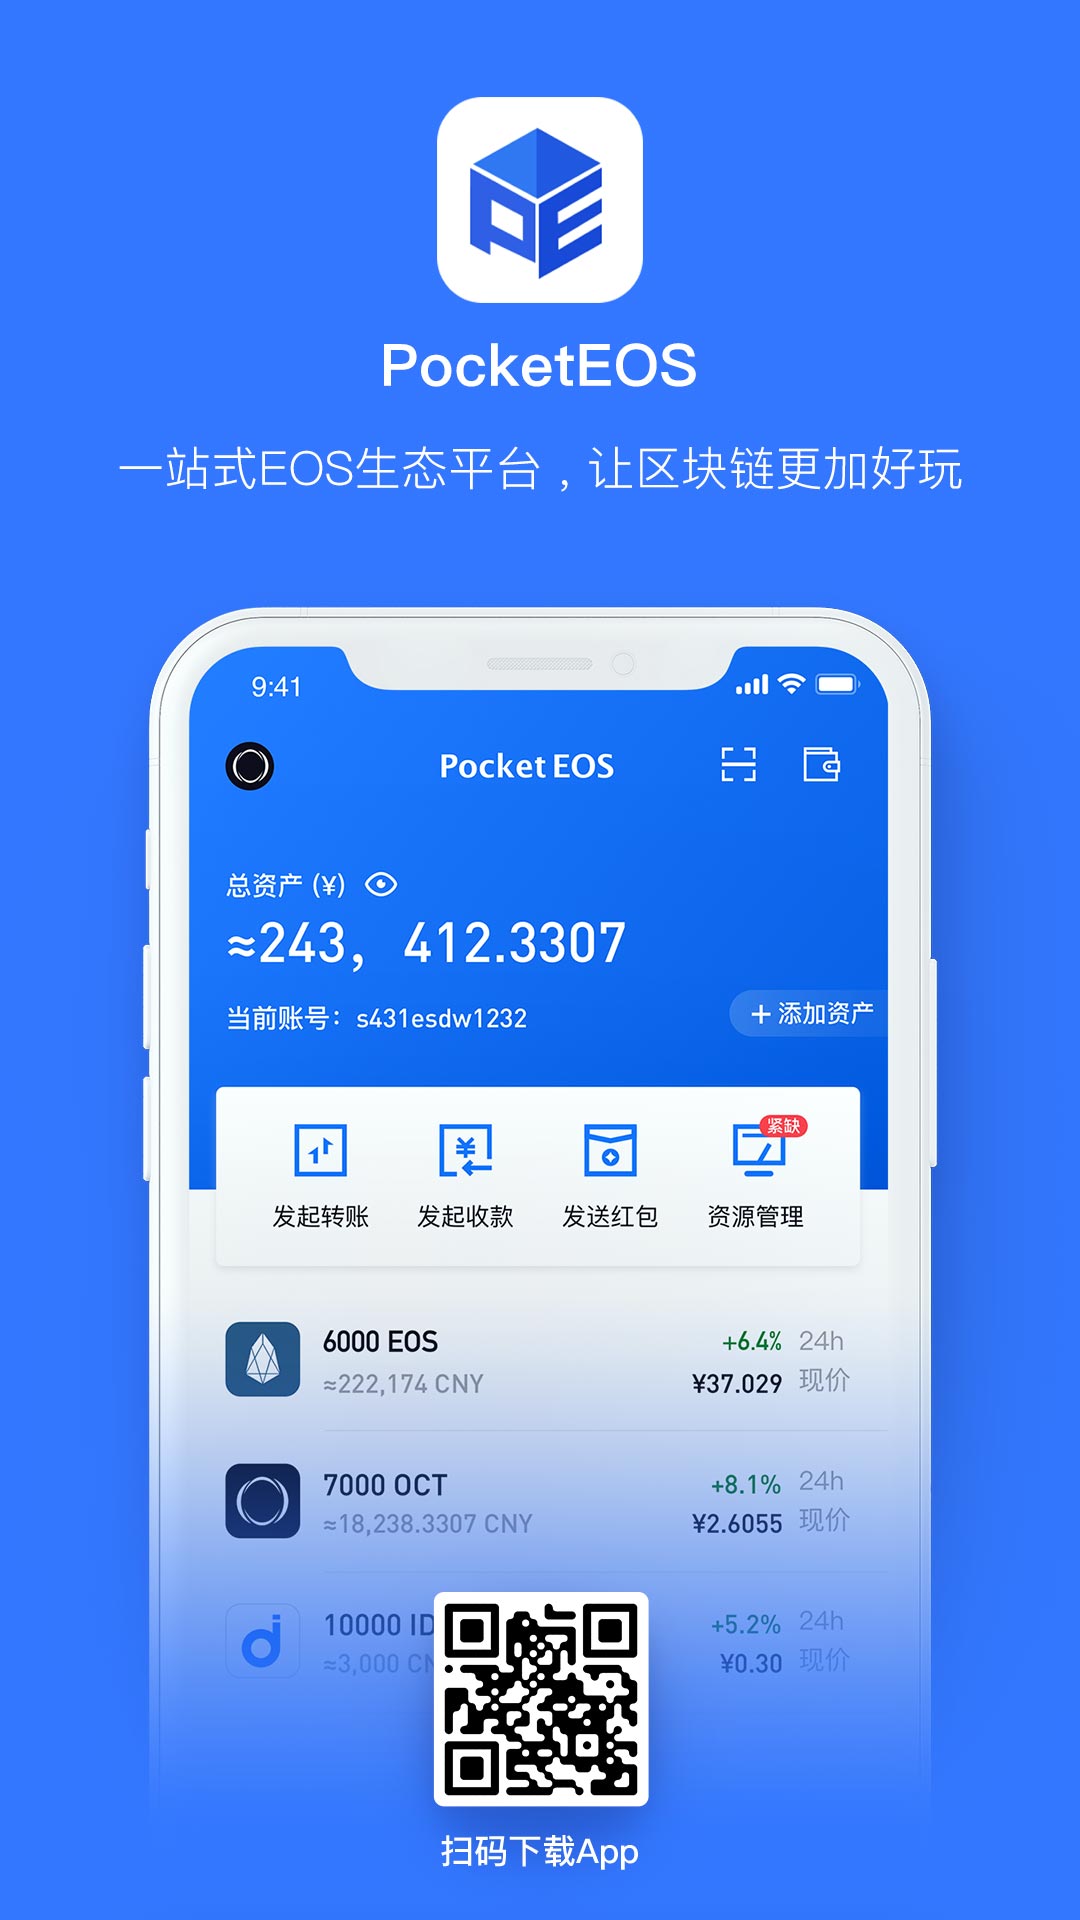 PE
PocketEOS
一站式EOS生态平台，让区块链更加好玩
9:41
Pocket EOS
总资产 (¥)
≈243，412.3307
当前账号：s431esdw1232
+ 添加资产
紧缺
发起转账 发起收款 发送红包 资源管理
6000 EOS +6.4% 24h
≈222,174 CNY ¥37.029 现价
7000 OCT +8.1% 24h
≈18,238.3307 CNY ¥2.6055 现价
10000 ID +5.2% 24h
≈3,000 CN ¥0.30 现价
扫码下载App